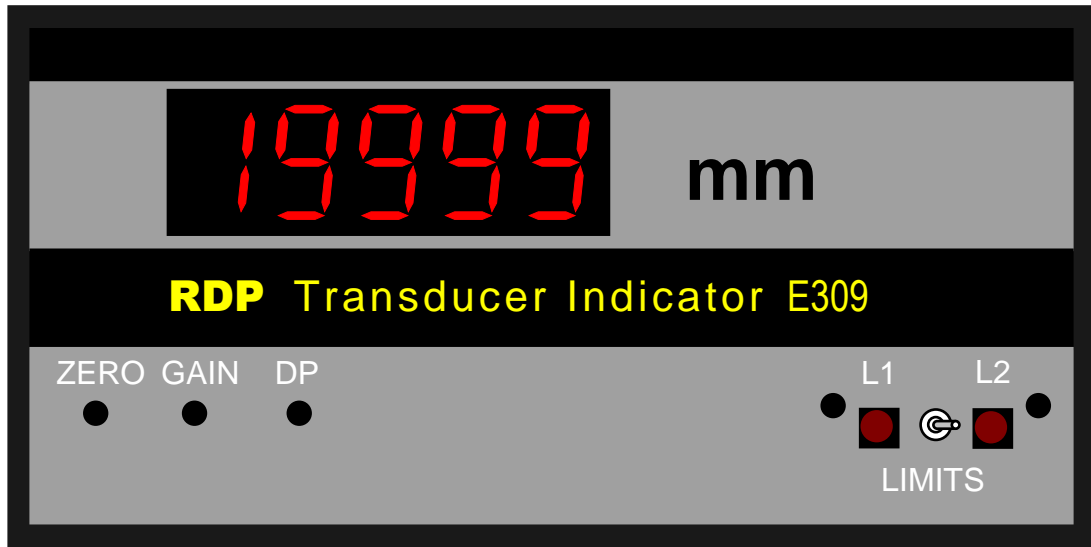 19999 mm
RDP Transducer Indicator E309
ZERO GAIN DP L1 L2
LIMITS